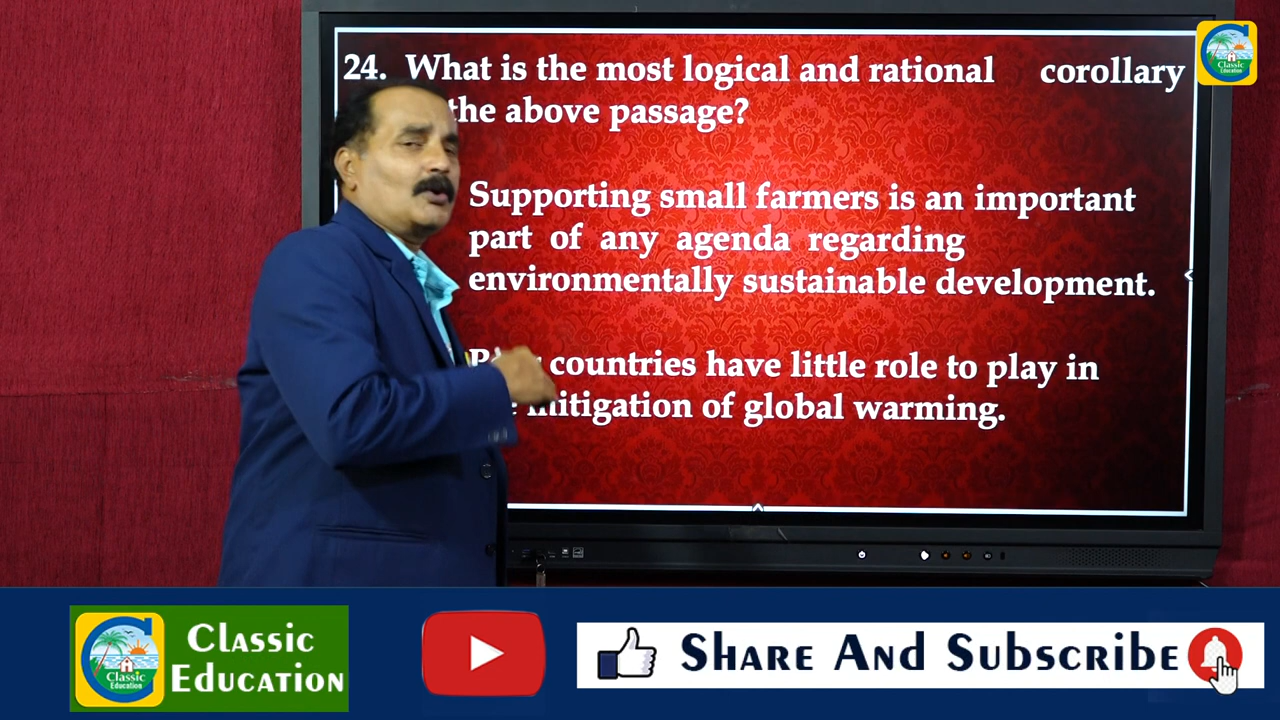 24. What is the most logical and rational corollary
the above passage?
Supporting small farmers is an important
part of any agenda regarding
environmentally sustainable development.
countries have little role to play in
mitigation of global warming.
Classic
Education
Classic
Education
Classic
Education
Share And Subscribe